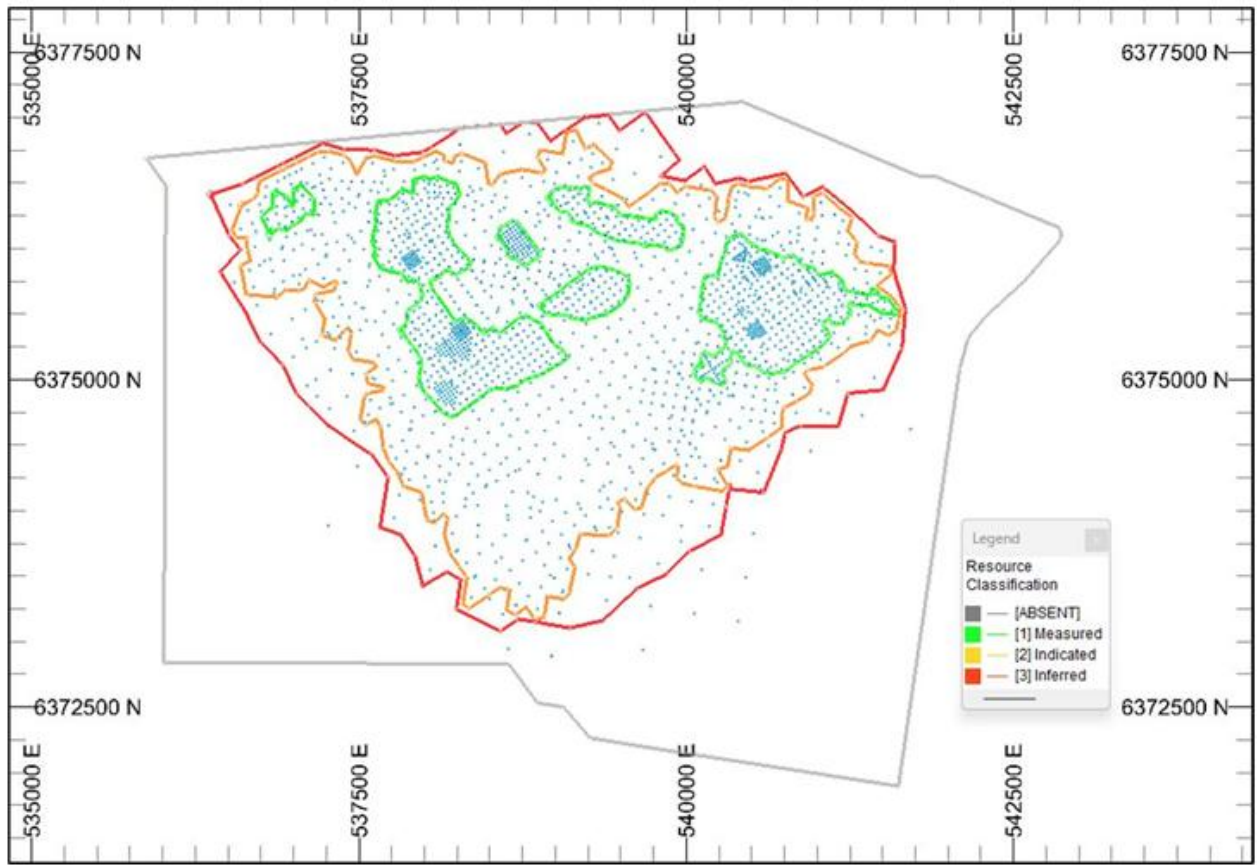 535000 E
537500 E
540000 E
542500 E
6377500 N
6377500 N
6375000 N
6375000 N
Legend
Resource
Classification
[ABSENT]
[1] Measured
[2] Indicated
[3] Inferred
6372500 N
6372500 N
535000 E
537500 E
540000 E
542500 E